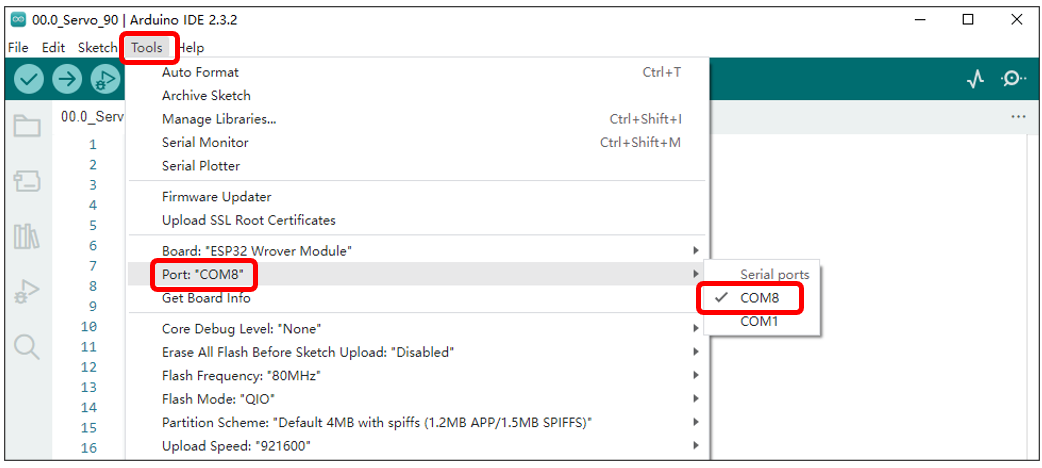 00.0_Servo_90 | Arduino IDE 2.3.2
File Edit Sketch Tools Help
Auto Format Ctrl+T
Archive Sketch
00.0_Serv Manage Libraries... Ctrl+Shift+I
1 Serial Monitor Ctrl+Shift+M
2 Serial Plotter
3
4 Firmware Updater
5 Upload SSL Root Certificates
6 Board: "ESP32 Wrover Module"
7 Port: "COM8" Serial ports
8 Get Board Info COM8
9 COM1
10 Core Debug Level: "None"
11 Erase All Flash Before Sketch Upload: "Disabled"
12 Flash Frequency: "80MHz"
13 Flash Mode: "QIO"
14
15 Partition Scheme: "Default 4MB with spiffs (1.2MB APP/1.5MB SPIFFS)"
16 Upload Speed: "921600"